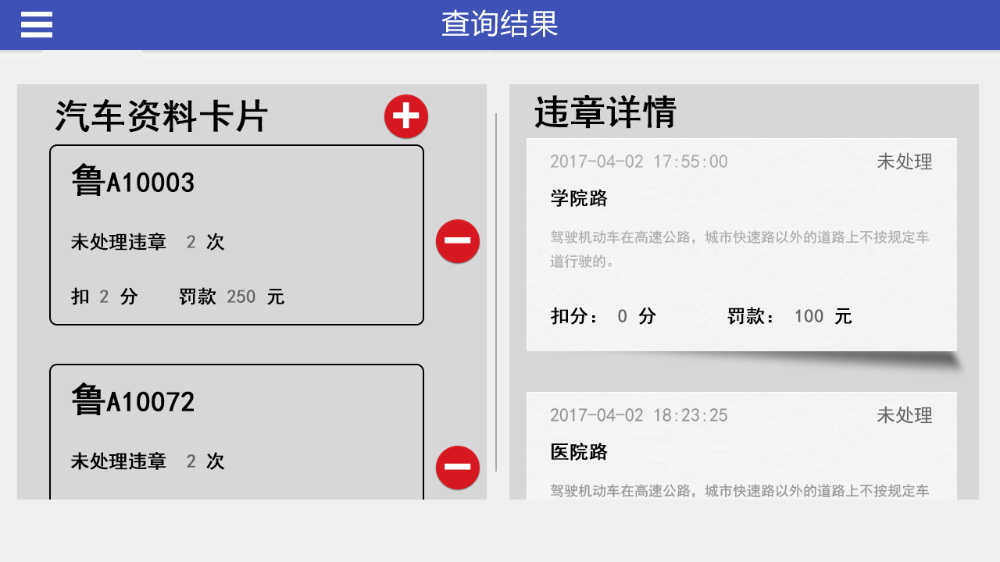 查询结果
汽车资料卡片
鲁A10003
未处理违章 2 次
扣 2 分 罚款 250 元
鲁A10072
未处理违章 2 次
违章详情
2017-04-02 17:55:00 未处理
学院路
驾驶机动车在高速公路，城市快速路以外的道路上不按规定车
道行驶的。
扣分： 0 分 罚款： 100 元
2017-04-02 18:23:25 未处理
医院路
驾驶机动车在高速公路，城市快速路以外的道路上不按规定车